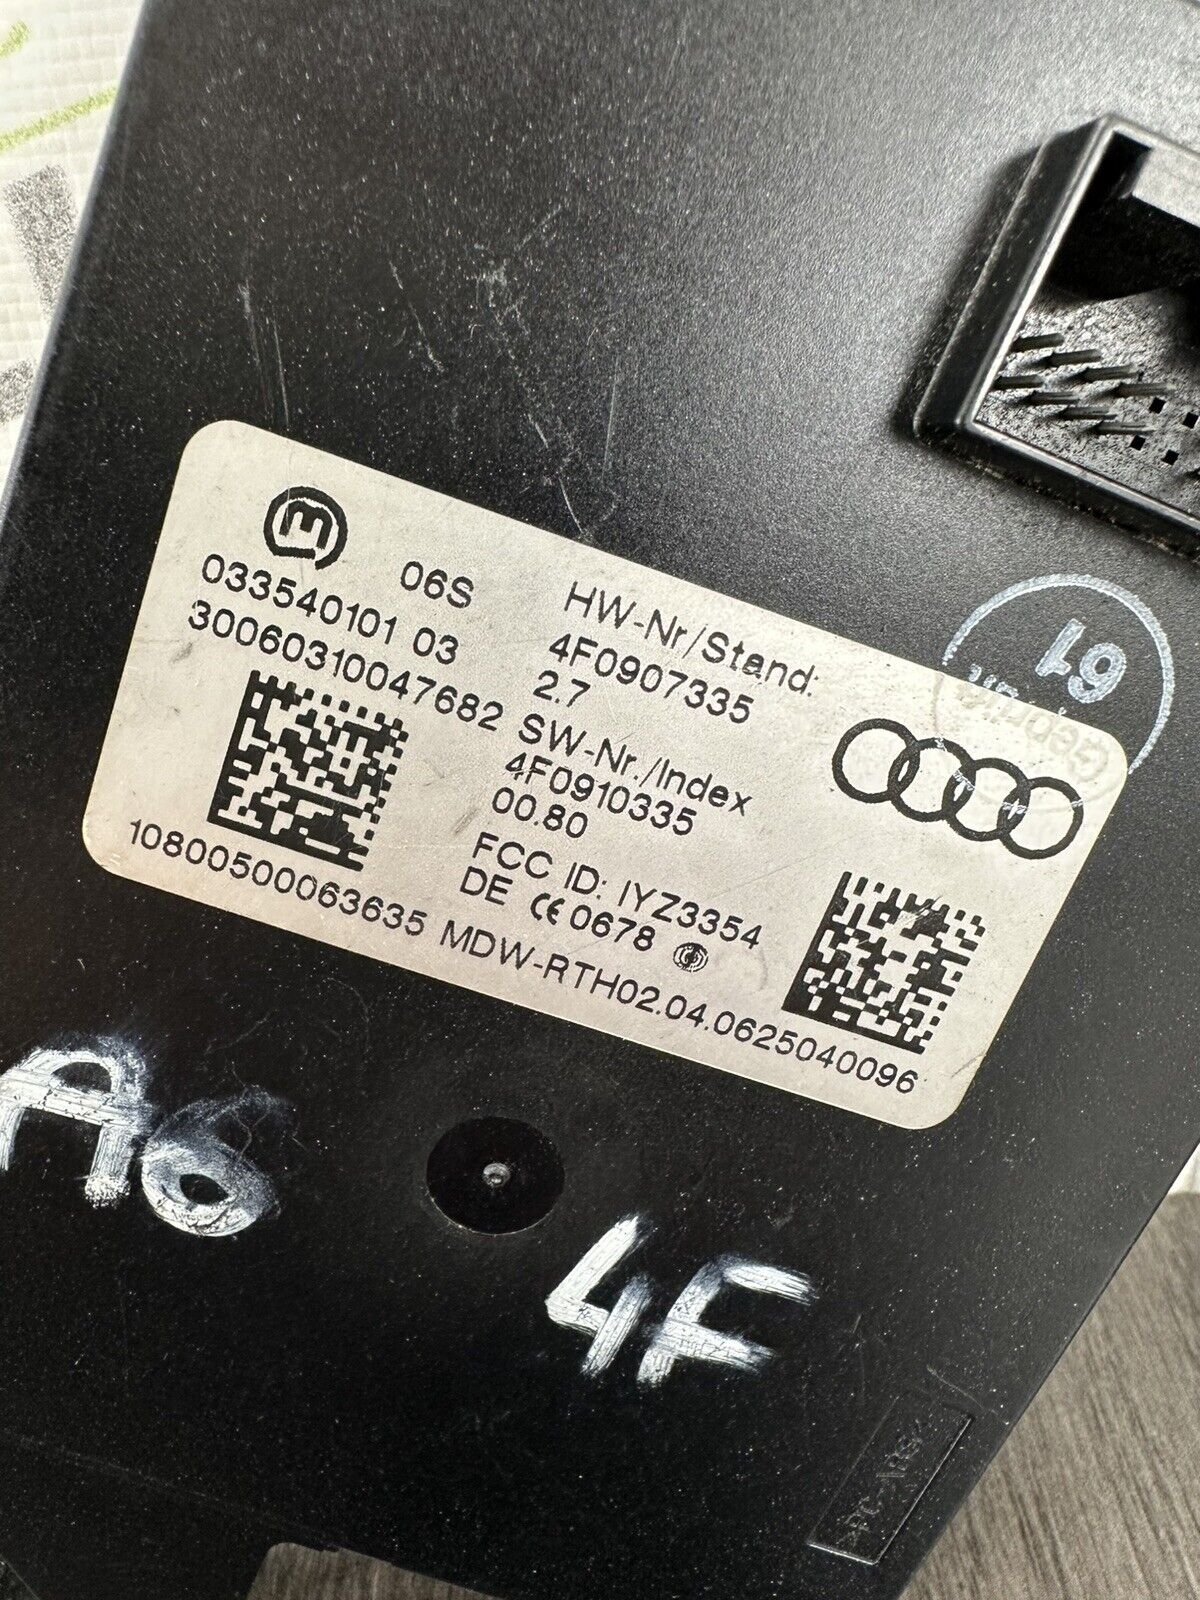 m
06S
033540101 03
30060310047682
10800500063635 MDW-RTH02.04.0625040096
HW-Nr/Stand:
4F0907335
2.7
SW-Nr./Index
4F0910335
00.80
FCC ID: IYZ3354
DE CE 0678
61
A6
4F